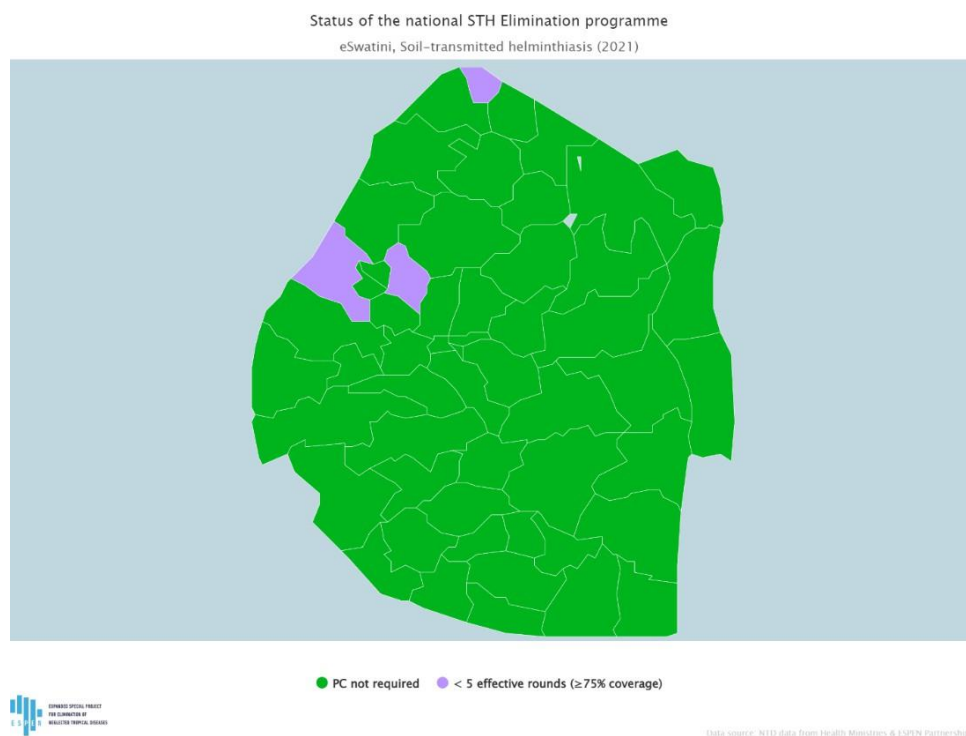 Status of the national STH Elimination programme
eSwatini, Soil-transmitted helminthiasis (2021)
PC not required
< 5 effective rounds (≥75% coverage)
ESPEN
EXPANDED SPECIAL PROJECT
FOR ELIMINATION OF
NEGLECTED TROPICAL DISEASES
Data source: NTD data from Health Ministries & ESPEN Partnership